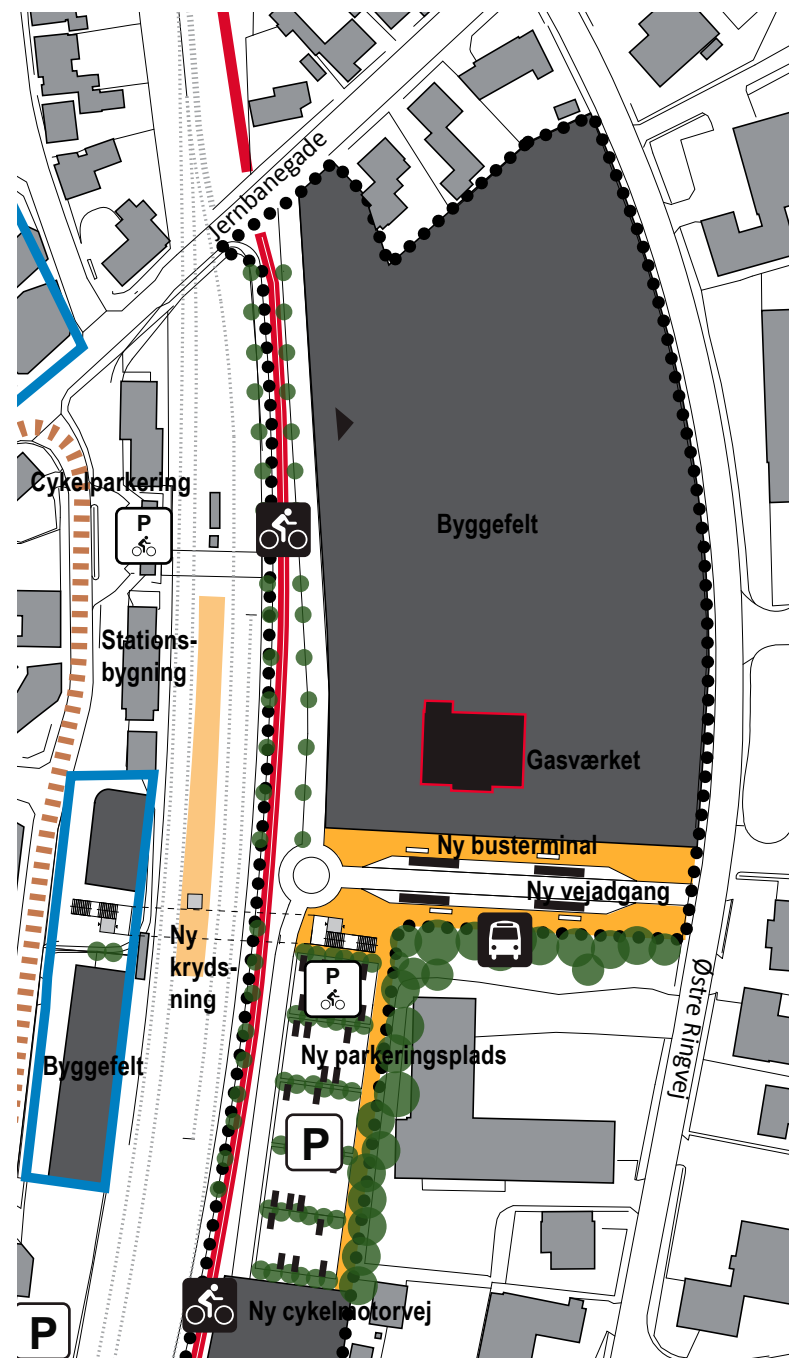 Jernbanegade
Cykelparkering
P
Byggefelt
Stations-
bygning
Gasværket
Ny busterminal
Ny vejadgang
Ny
kryds-
ning
P
Østre Ringvej
Ny parkeringsplads
Byggefelt
P
Ny cykelmotorvej
P